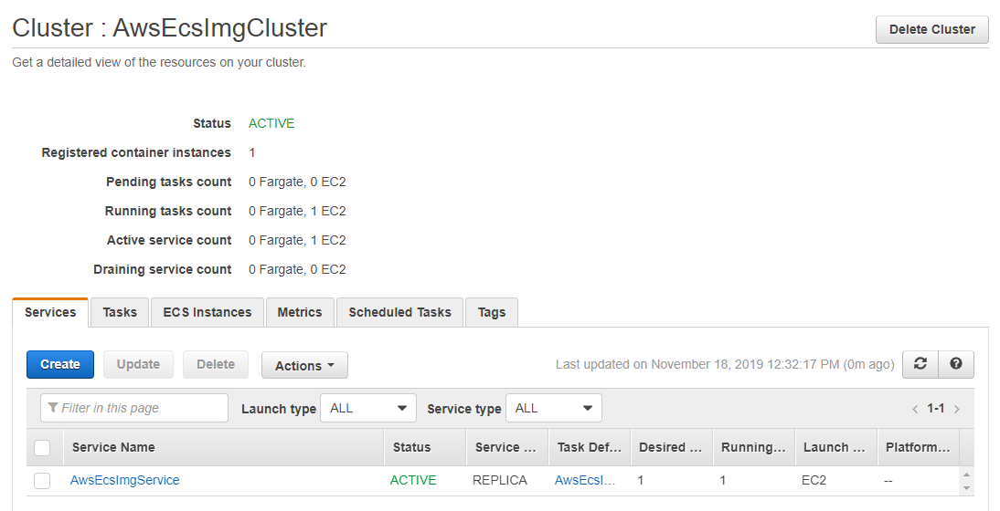 Cluster : AwsEcsImgCluster
Delete Cluster
Get a detailed view of the resources on your cluster.
Status ACTIVE
Registered container instances 1
Pending tasks count 0 Fargate, 0 EC2
Running tasks count 0 Fargate, 1 EC2
Active service count 0 Fargate, 1 EC2
Draining service count 0 Fargate, 0 EC2
Services Tasks ECS Instances Metrics Scheduled Tasks Tags
Create Update Delete Actions Last updated on November 18, 2019 12:32:17 PM (0m ago)
Filter in this page Launch type ALL Service type ALL < 1-1 >
Service Name Status Service ... Task Def... Desired ... Running... Launch ... Platform...
AwsEcsImgService ACTIVE REPLICA AwsEcsI... 1 1 EC2 --